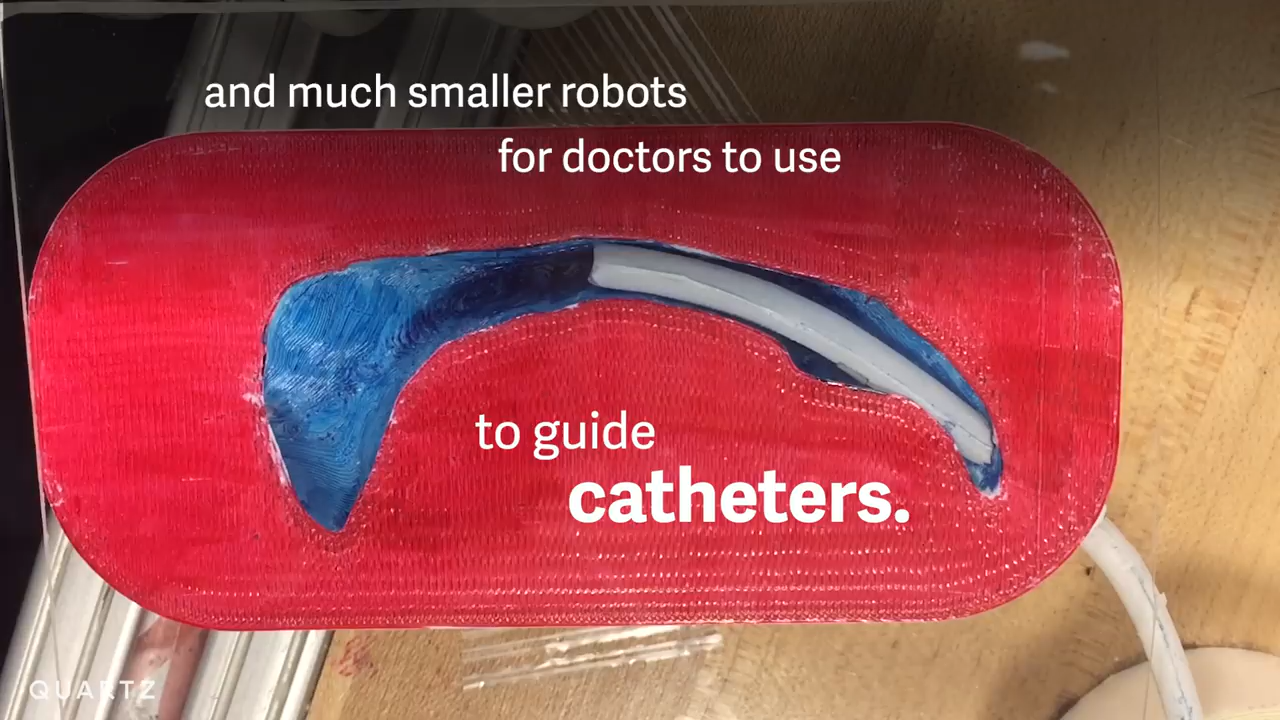 and much smaller robots
for doctors to use
to guide
catheters.
QUARTZ